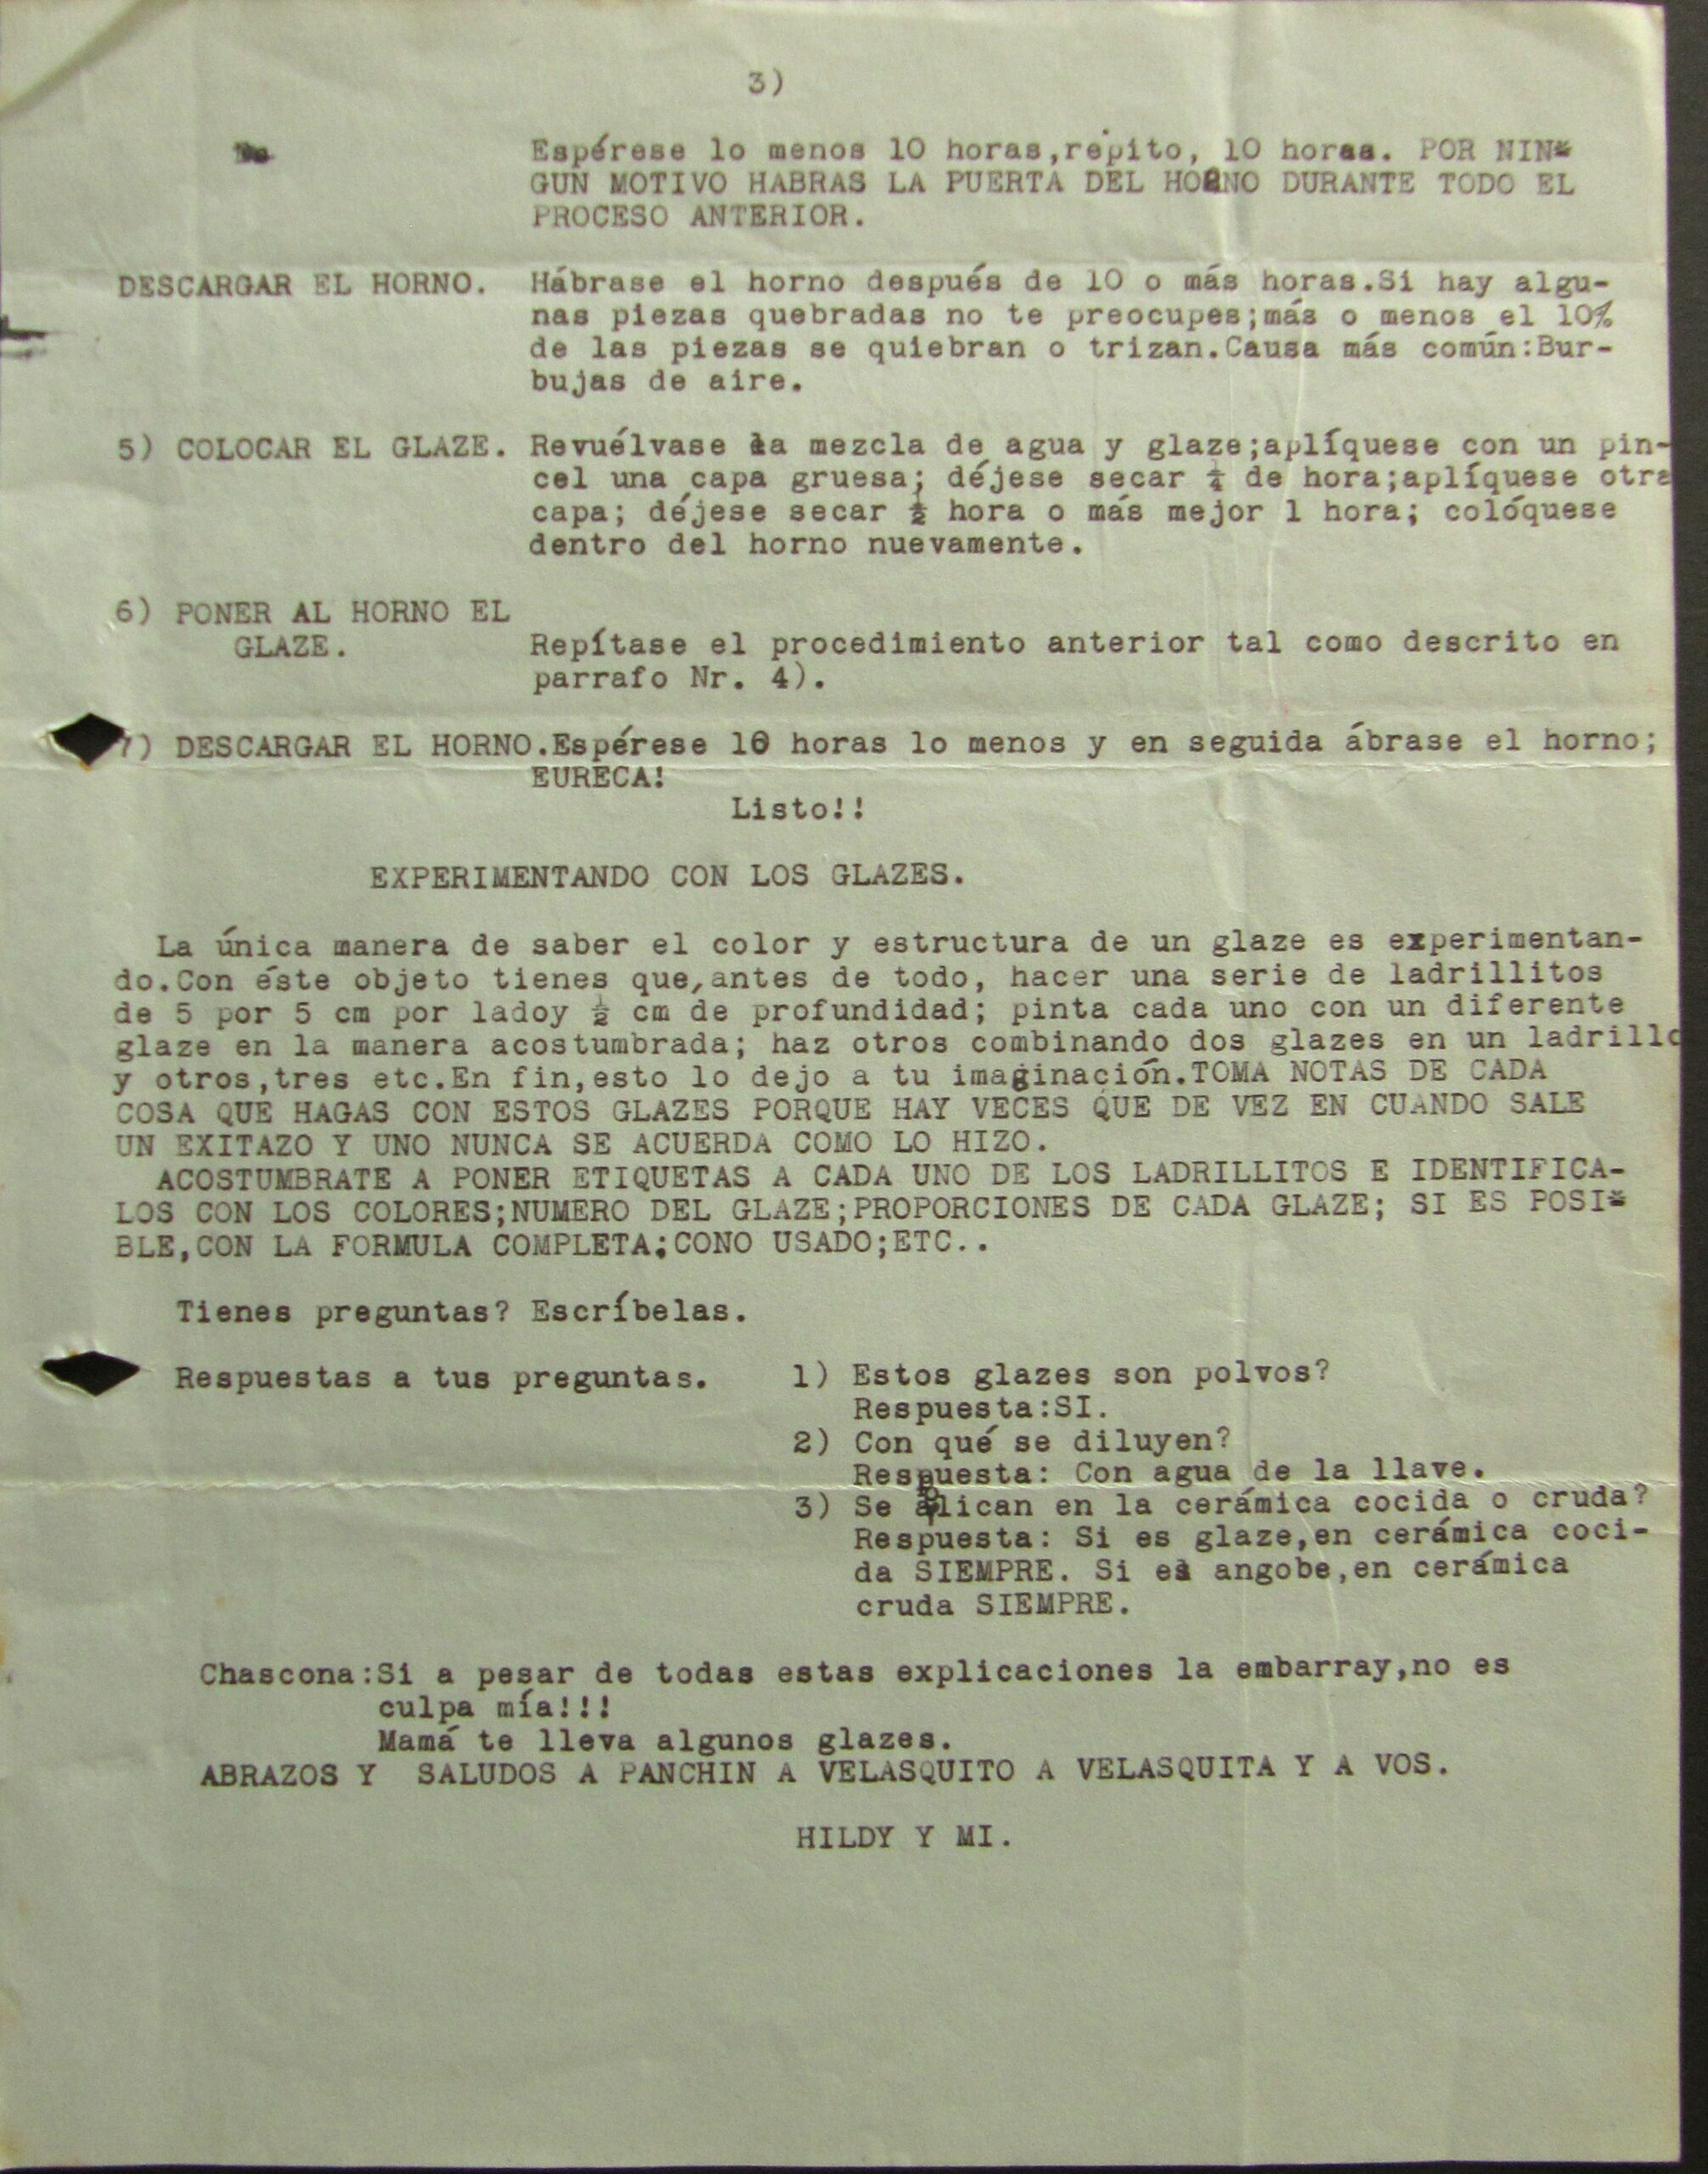 3)
Espérese lo menos 10 horas,repito, 10 horas. POR NIN-
GUN MOTIVO HABRAS LA PUERTA DEL HORNO DURANTE TODO EL
PROCESO ANTERIOR.
DESCARGAR EL HORNO. Hábrase el horno después de 10 o más horas.Si hay algu-
nas piezas quebradas no te preocupes;más o menos el 10%
de las piezas se quiebran o trizan.Causa más común:Bur-
bujas de aire.
5) COLOCAR EL GLAZE. Revuélvase la mezcla de agua y glaze;aplíquese con un pin-
cel una capa gruesa; déjese secar ¼ de hora;aplíquese otra
capa; déjese secar ½ hora o más mejor 1 hora; colóquese
dentro del horno nuevamente.
6) PONER AL HORNO EL
GLAZE. Repítase el procedimiento anterior tal como descrito en
parrafo Nr. 4).
7) DESCARGAR EL HORNO.Espérese 10 horas lo menos y en seguida ábrase el horno;
EURECA!
Listo!!
EXPERIMENTANDO CON LOS GLAZES.
La única manera de saber el color y estructura de un glaze es experimentan-
do.Con éste objeto tienes que,antes de todo, hacer una serie de ladrillitos
de 5 por 5 cm por ladoy ½ cm de profundidad; pinta cada uno con un diferente
glaze en la manera acostumbrada; haz otros combinando dos glazes en un ladrillo
y otros,tres etc.En fin,esto lo dejo a tu imaginación.TOMA NOTAS DE CADA
COSA QUE HAGAS CON ESTOS GLAZES PORQUE HAY VECES QUE DE VEZ EN CUANDO SALE
UN EXITAZO Y UNO NUNCA SE ACUERDA COMO LO HIZO.
ACOSTUMBRATE A PONER ETIQUETAS A CADA UNO DE LOS LADRILLITOS E IDENTIFICA-
LOS CON LOS COLORES;NUMERO DEL GLAZE;PROPORCIONES DE CADA GLAZE; SI ES POSI-
BLE,CON LA FORMULA COMPLETA;CONO USADO;ETC..
Tienes preguntas? Escríbelas.
Respuestas a tus preguntas. 1) Estos glazes son polvos?
Respuesta:SI.
2) Con qué se diluyen?
Respuesta: Con agua de la llave.
3) Se aplican en la cerámica cocida o cruda?
Respuesta: Si es glaze,en cerámica coci-
da SIEMPRE. Si es angobe,en cerámica
cruda SIEMPRE.
Chascona:Si a pesar de todas estas explicaciones la embarray,no es
culpa mía!!!
Mamá te lleva algunos glazes.
ABRAZOS Y SALUDOS A PANCHIN A VELASQUITO A VELASQUITA Y A VOS.
HILDY Y MI.